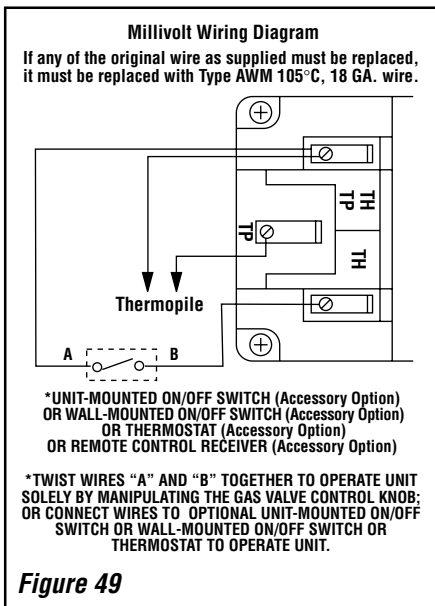 Millivolt Wiring Diagram
If any of the original wire as supplied must be replaced,
it must be replaced with Type AWM 105°C, 18 GA. wire.
TH
TP
TP
TH
Thermopile
A
B
*UNIT-MOUNTED ON/OFF SWITCH (Accessory Option)
OR WALL-MOUNTED ON/OFF SWITCH (Accessory Option)
OR THERMOSTAT (Accessory Option)
OR REMOTE CONTROL RECEIVER (Accessory Option)
*TWIST WIRES “A” AND “B” TOGETHER TO OPERATE UNIT
SOLELY BY MANIPULATING THE GAS VALVE CONTROL KNOB;
OR CONNECT WIRES TO OPTIONAL UNIT-MOUNTED ON/OFF
SWITCH OR WALL-MOUNTED ON/OFF SWITCH OR
THERMOSTAT TO OPERATE UNIT.
Figure 49